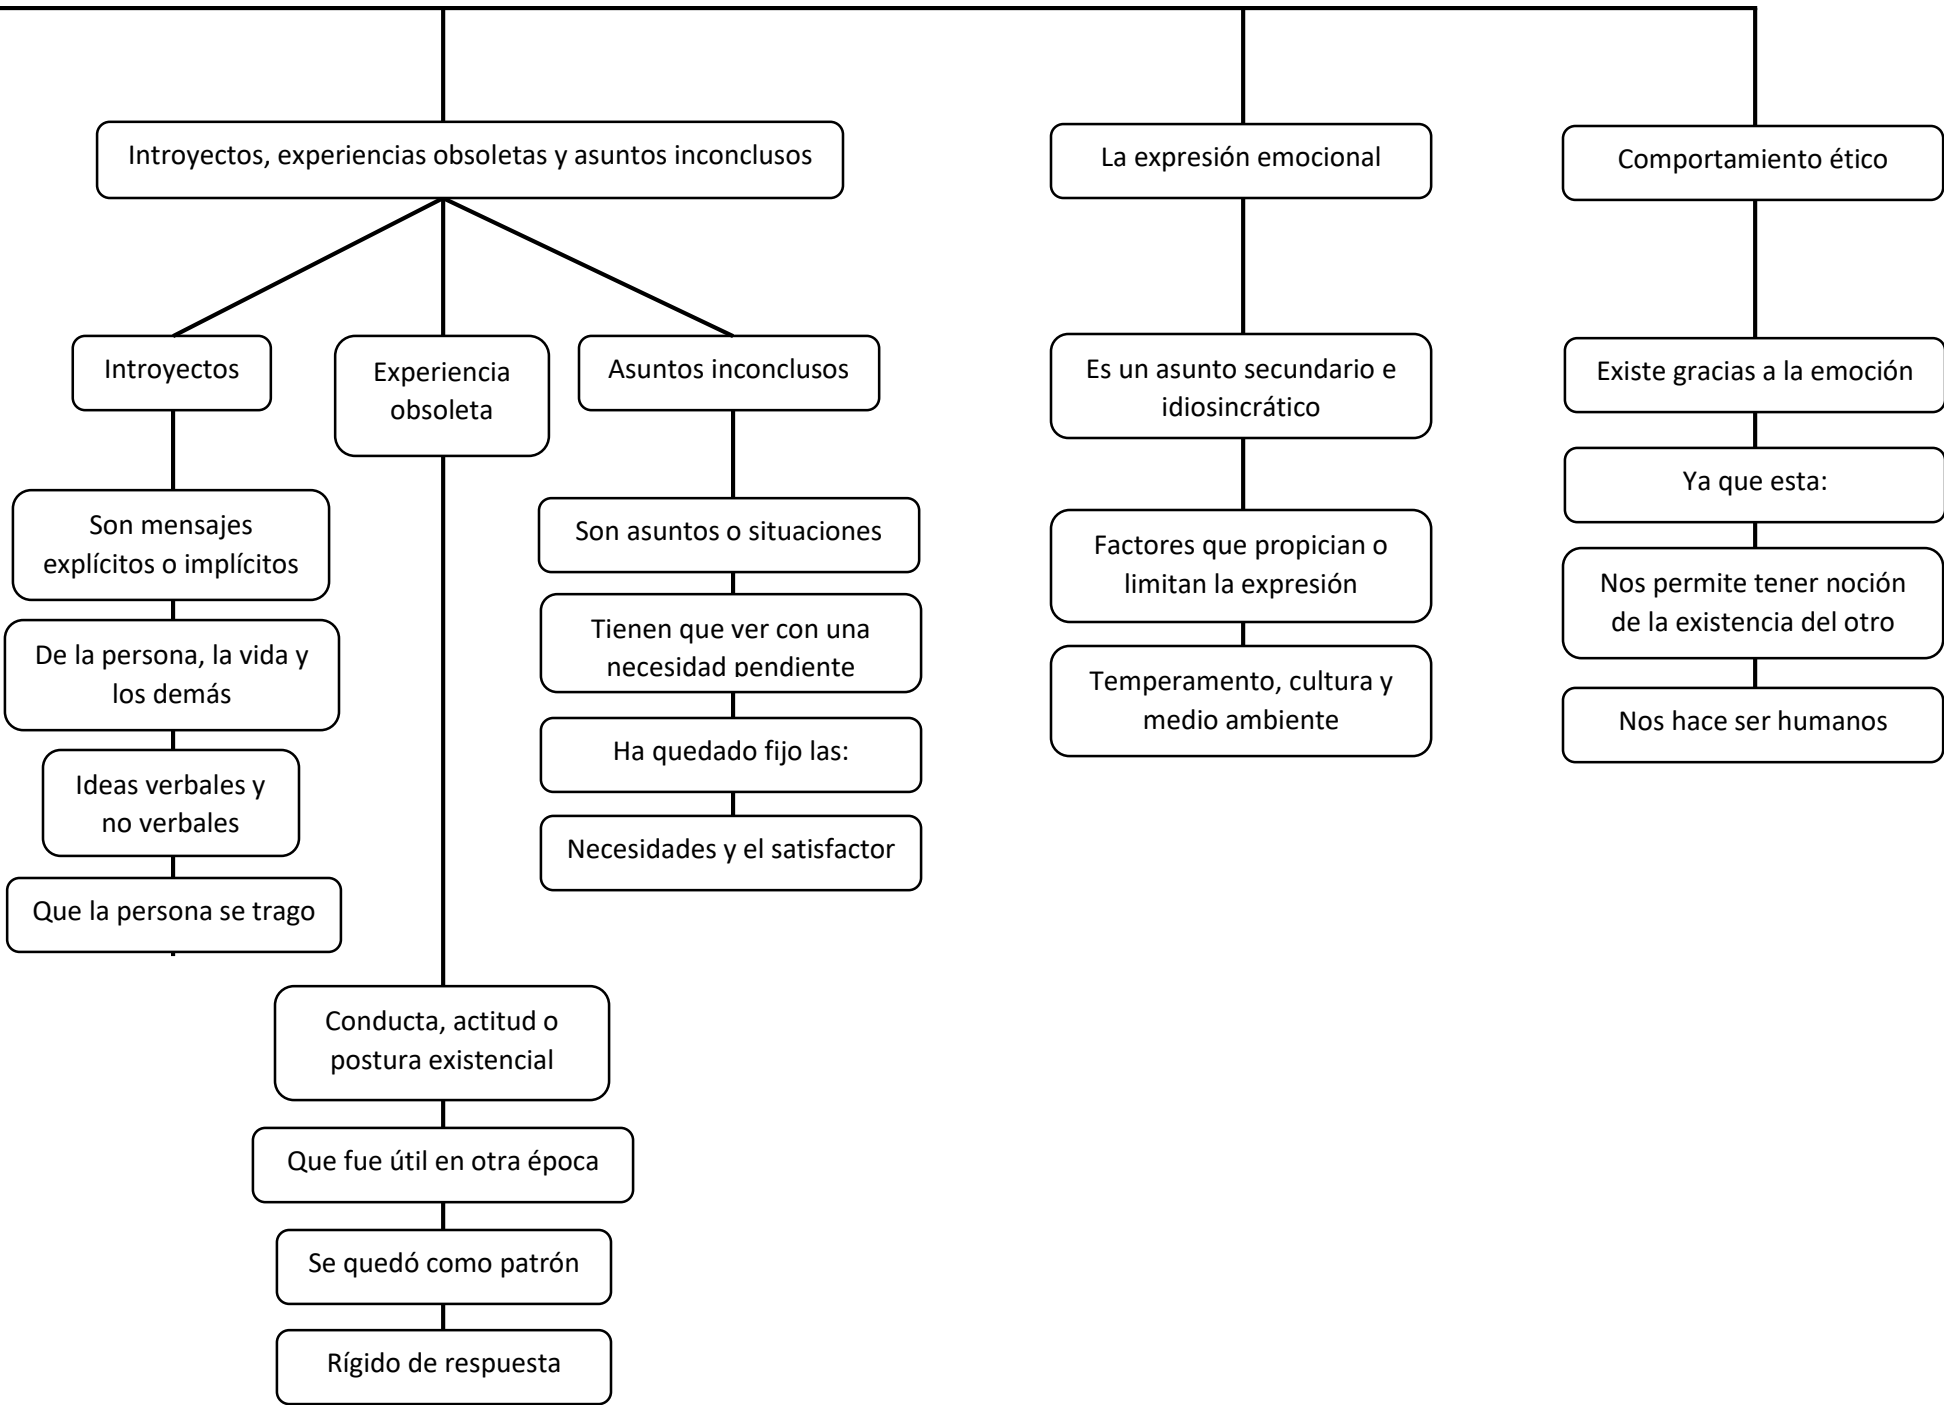 Introyectos, experiencias obsoletas y asuntos inconclusos
Introyectos
Son mensajes
explícitos o implícitos
De la persona, la vida y
los demás
Ideas verbales y
no verbales
Que la persona se trago
Experiencia
obsoleta
Conducta, actitud o
postura existencial
Que fue útil en otra época
Se quedó como patrón
Rígido de respuesta
Asuntos inconclusos
Son asuntos o situaciones
Tienen que ver con una
necesidad pendiente
Ha quedado fijo las:
Necesidades y el satisfactor
La expresión emocional
Es un asunto secundario e
idiosincrático
Factores que propician o
limitan la expresión
Temperamento, cultura y
medio ambiente
Comportamiento ético
Existe gracias a la emoción
Ya que esta:
Nos permite tener noción
de la existencia del otro
Nos hace ser humanos